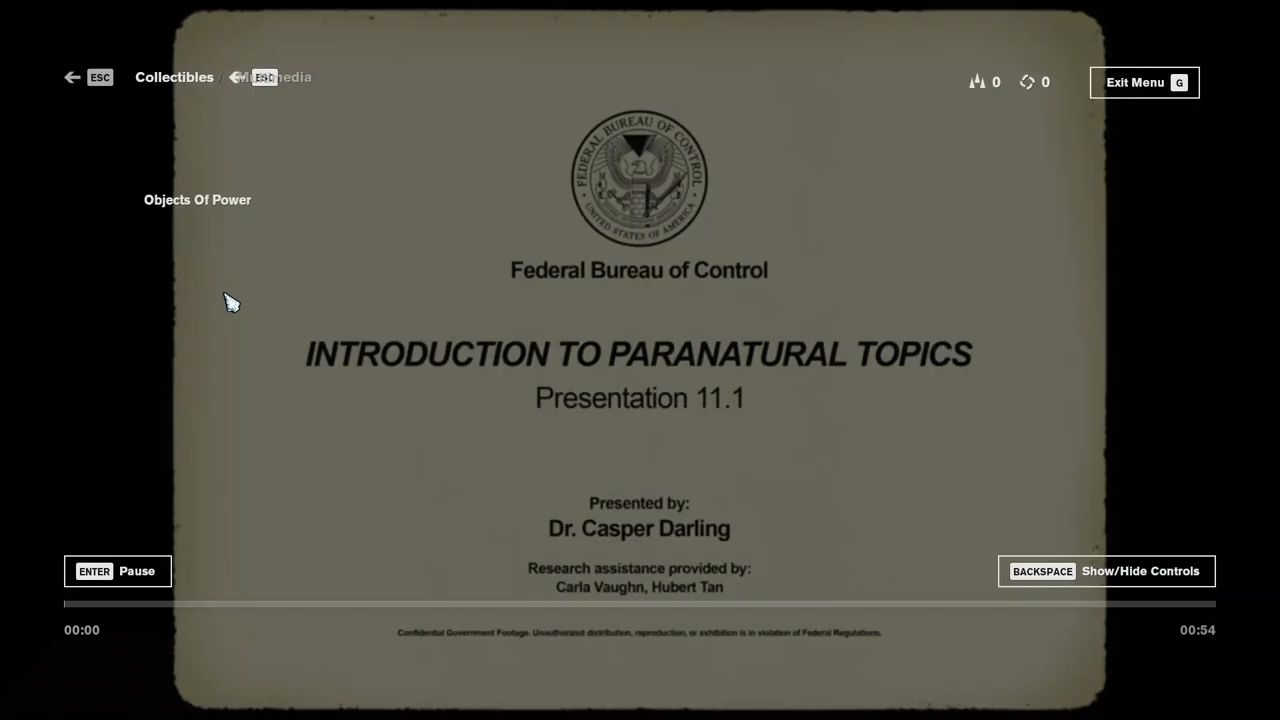 ESC Collectibles / Multimedia ESC
0 0 Exit Menu G
Objects Of Power
FEDERAL BUREAU OF CONTROL
UNITED STATES OF AMERICA
Federal Bureau of Control
INTRODUCTION TO PARANATURAL TOPICS
Presentation 11.1
Presented by:
Dr. Casper Darling
Research assistance provided by:
Carla Vaughn, Hubert Tan
ENTER Pause
BACKSPACE Show/Hide Controls
00:00
00:54
Confidential Government Footage. Unauthorized distribution, reproduction, or exhibition is in violation of Federal Regulations.